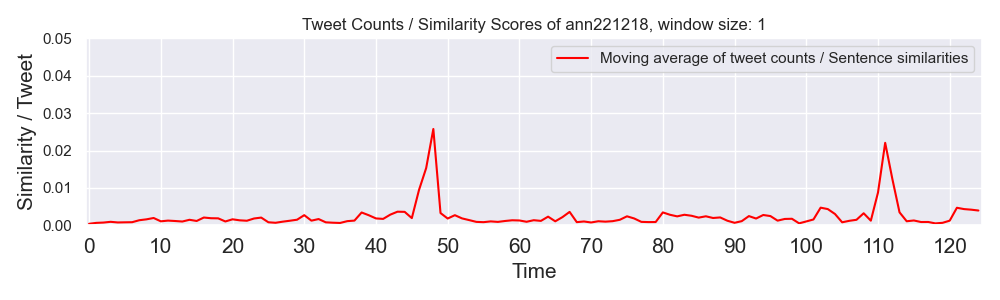 Tweet Counts / Similarity Scores of ann221218, window size: 1
Moving average of tweet counts / Sentence similarities
Similarity / Tweet
0.05
0.04
0.03
0.02
0.01
0.00
0 10 20 30 40 50 60 70 80 90 100 110 120
Time